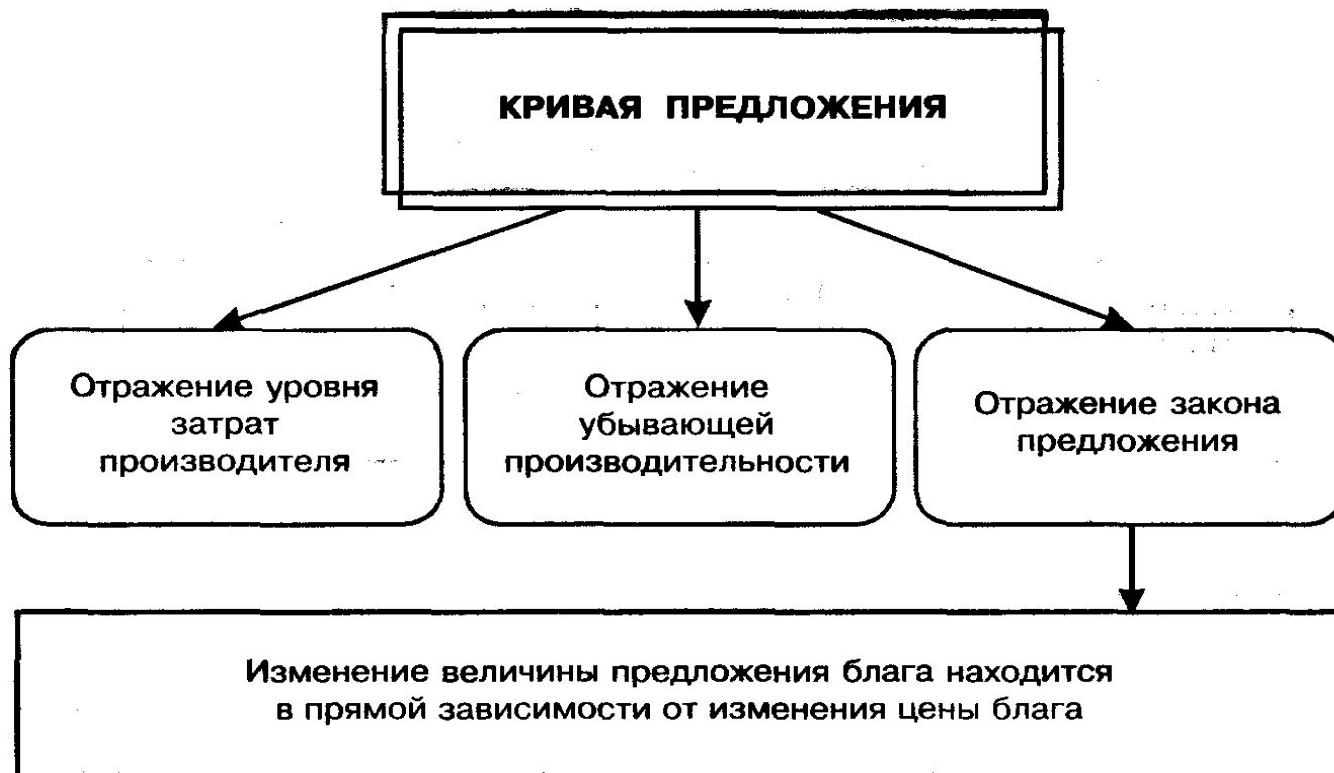 КРИВАЯ ПРЕДЛОЖЕНИЯ
Отражение уровня
затрат
производителя
Отражение
убывающей
производительности
Отражение закона
предложения
Изменение величины предложения блага находится
в прямой зависимости от изменения цены блага